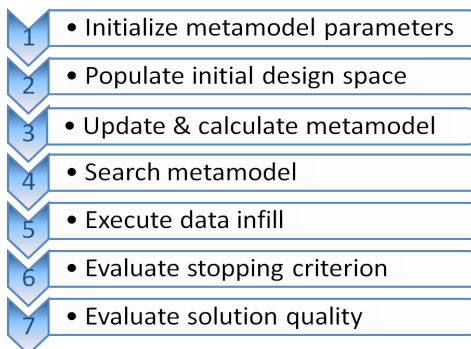 1 • Initialize metamodel parameters
2 • Populate initial design space
3 • Update & calculate metamodel
4 • Search metamodel
5 • Execute data infill
6 • Evaluate stopping criterion
7 • Evaluate solution quality